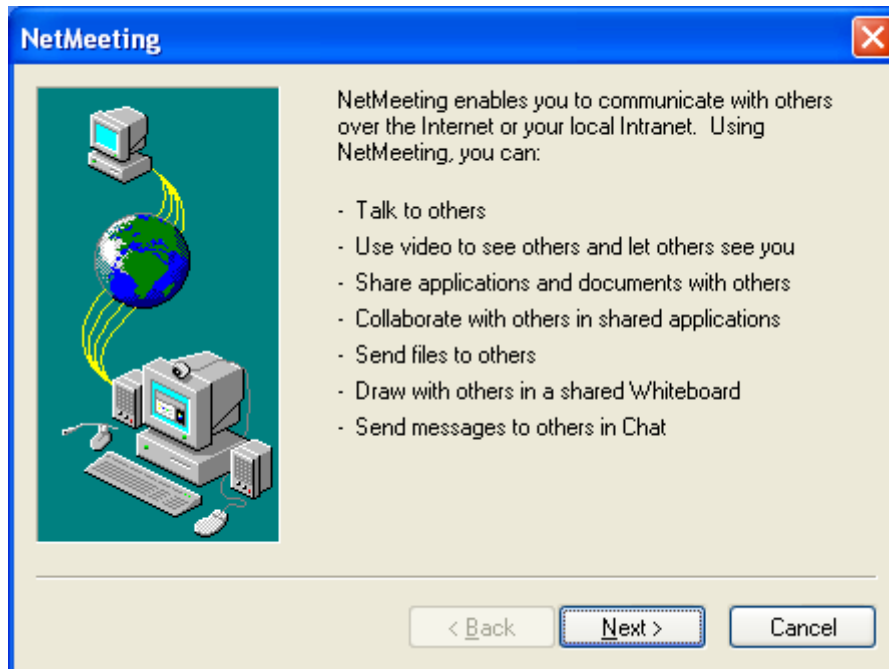 NetMeeting
NetMeeting enables you to communicate with others
over the Internet or your local Intranet.  Using
NetMeeting, you can:
- Talk to others
- Use video to see others and let others see you
- Share applications and documents with others
- Collaborate with others in shared applications
- Send files to others
- Draw with others in a shared Whiteboard
- Send messages to others in Chat
< Back Next > Cancel